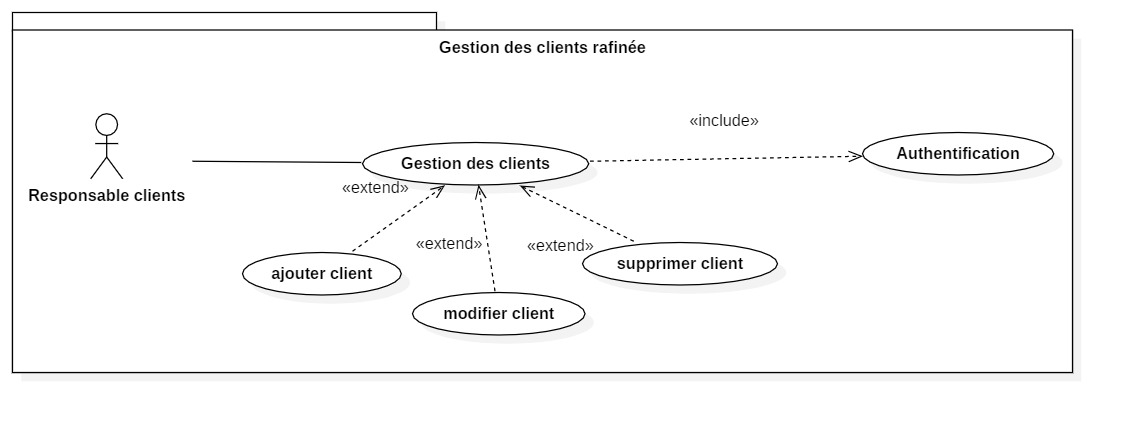 Gestion des clients rafinée
«include»
Gestion des clients
Authentification
Responsable clients
«extend»
«extend»
«extend»
ajouter client
supprimer client
modifier client